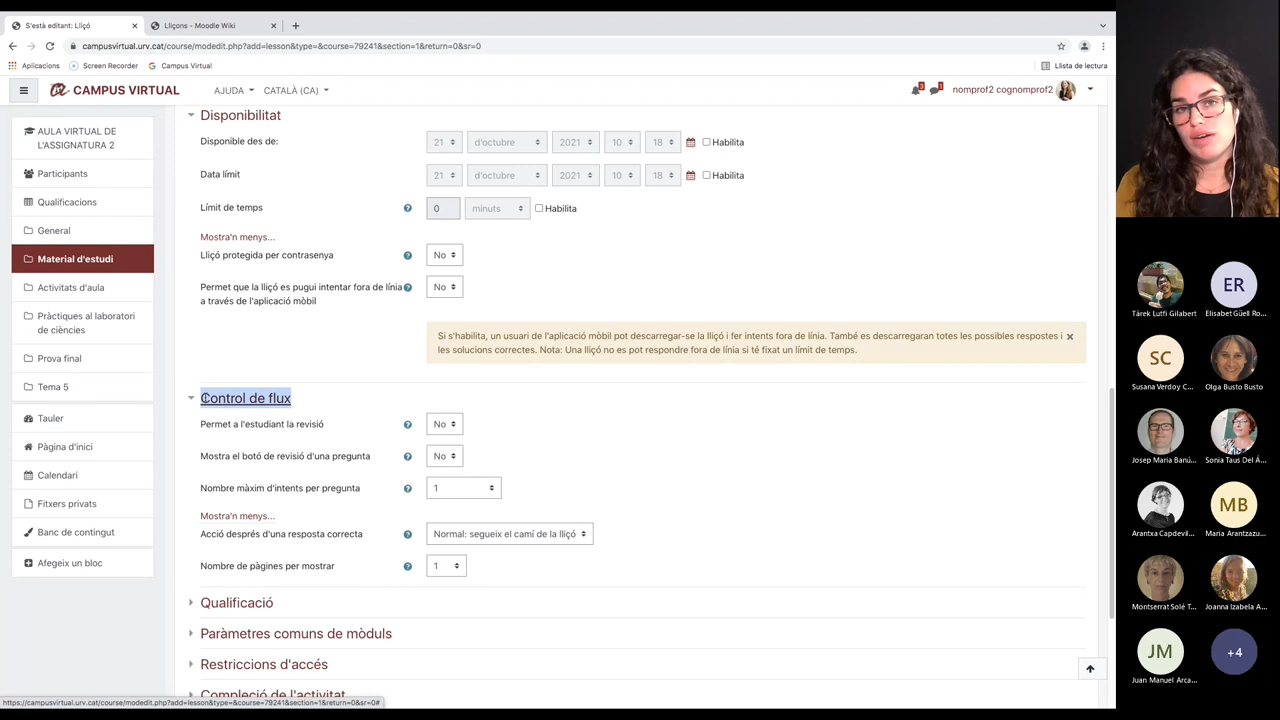 S'està editant: Lliçó
Lliçons - Moodle Wiki
campusvirtual.urv.cat/course/modedit.php?add=lesson&type=&course=79241&section=1&return=0&sr=0
Aplicacions
Screen Recorder
Campus Virtual
Llista de lectura
CAMPUS VIRTUAL
AJUDA
CATALÀ (CA)
nomprof2 cognomprof2
AULA VIRTUAL DE
L'ASSIGNATURA 2
Participants
Qualificacions
General
Material d'estudi
Activitats d'aula
Pràctiques al laboratori
de ciències
Prova final
Tema 5
Tauler
Pàgina d'inici
Calendari
Fitxers privats
Banc de contingut
Afegeix un bloc
Disponibilitat
Disponible des de:
21 d'octubre 2021 10 18 Habilita
Data límit
21 d'octubre 2021 10 18 Habilita
Límit de temps
0 minuts Habilita
Mostra'n menys...
Lliçó protegida per contrasenya
No
Permet que la lliçó es pugui intentar fora de línia
a través de l'aplicació mòbil
No
Si s'habilita, un usuari de l'aplicació mòbil pot descarregar-se la lliçó i fer intents fora de línia. També es descarregaran totes les possibles respostes i
les solucions correctes. Nota: Una lliçó no es pot respondre fora de línia si té fixat un límit de temps.
Control de flux
Permet a l'estudiant la revisió
No
Mostra el botó de revisió d'una pregunta
No
Nombre màxim d'intents per pregunta
1
Mostra'n menys...
Acció després d'una resposta correcta
Normal: segueix el camí de la lliçó
Nombre de pàgines per mostrar
1
Qualificació
Paràmetres comuns de mòduls
Restriccions d'accés
Compleció de l'activitat
https://campusvirtual.urv.cat/course/modedit.php?add=lesson&type=&course=79241&section=1&return=0&sr=0#
Tárek Lutfi Gilabert
ER
Elisabet Güell Ro...
SC
Susana Verdoy C...
Olga Busto Busto
Josep Maria Banú...
Sonia Taus Del Á...
Arantxa Capdevil...
MB
Maria Arantzazu...
Montserrat Solé T...
Joanna Izabela A...
JM
Juan Manuel Arca...
+4